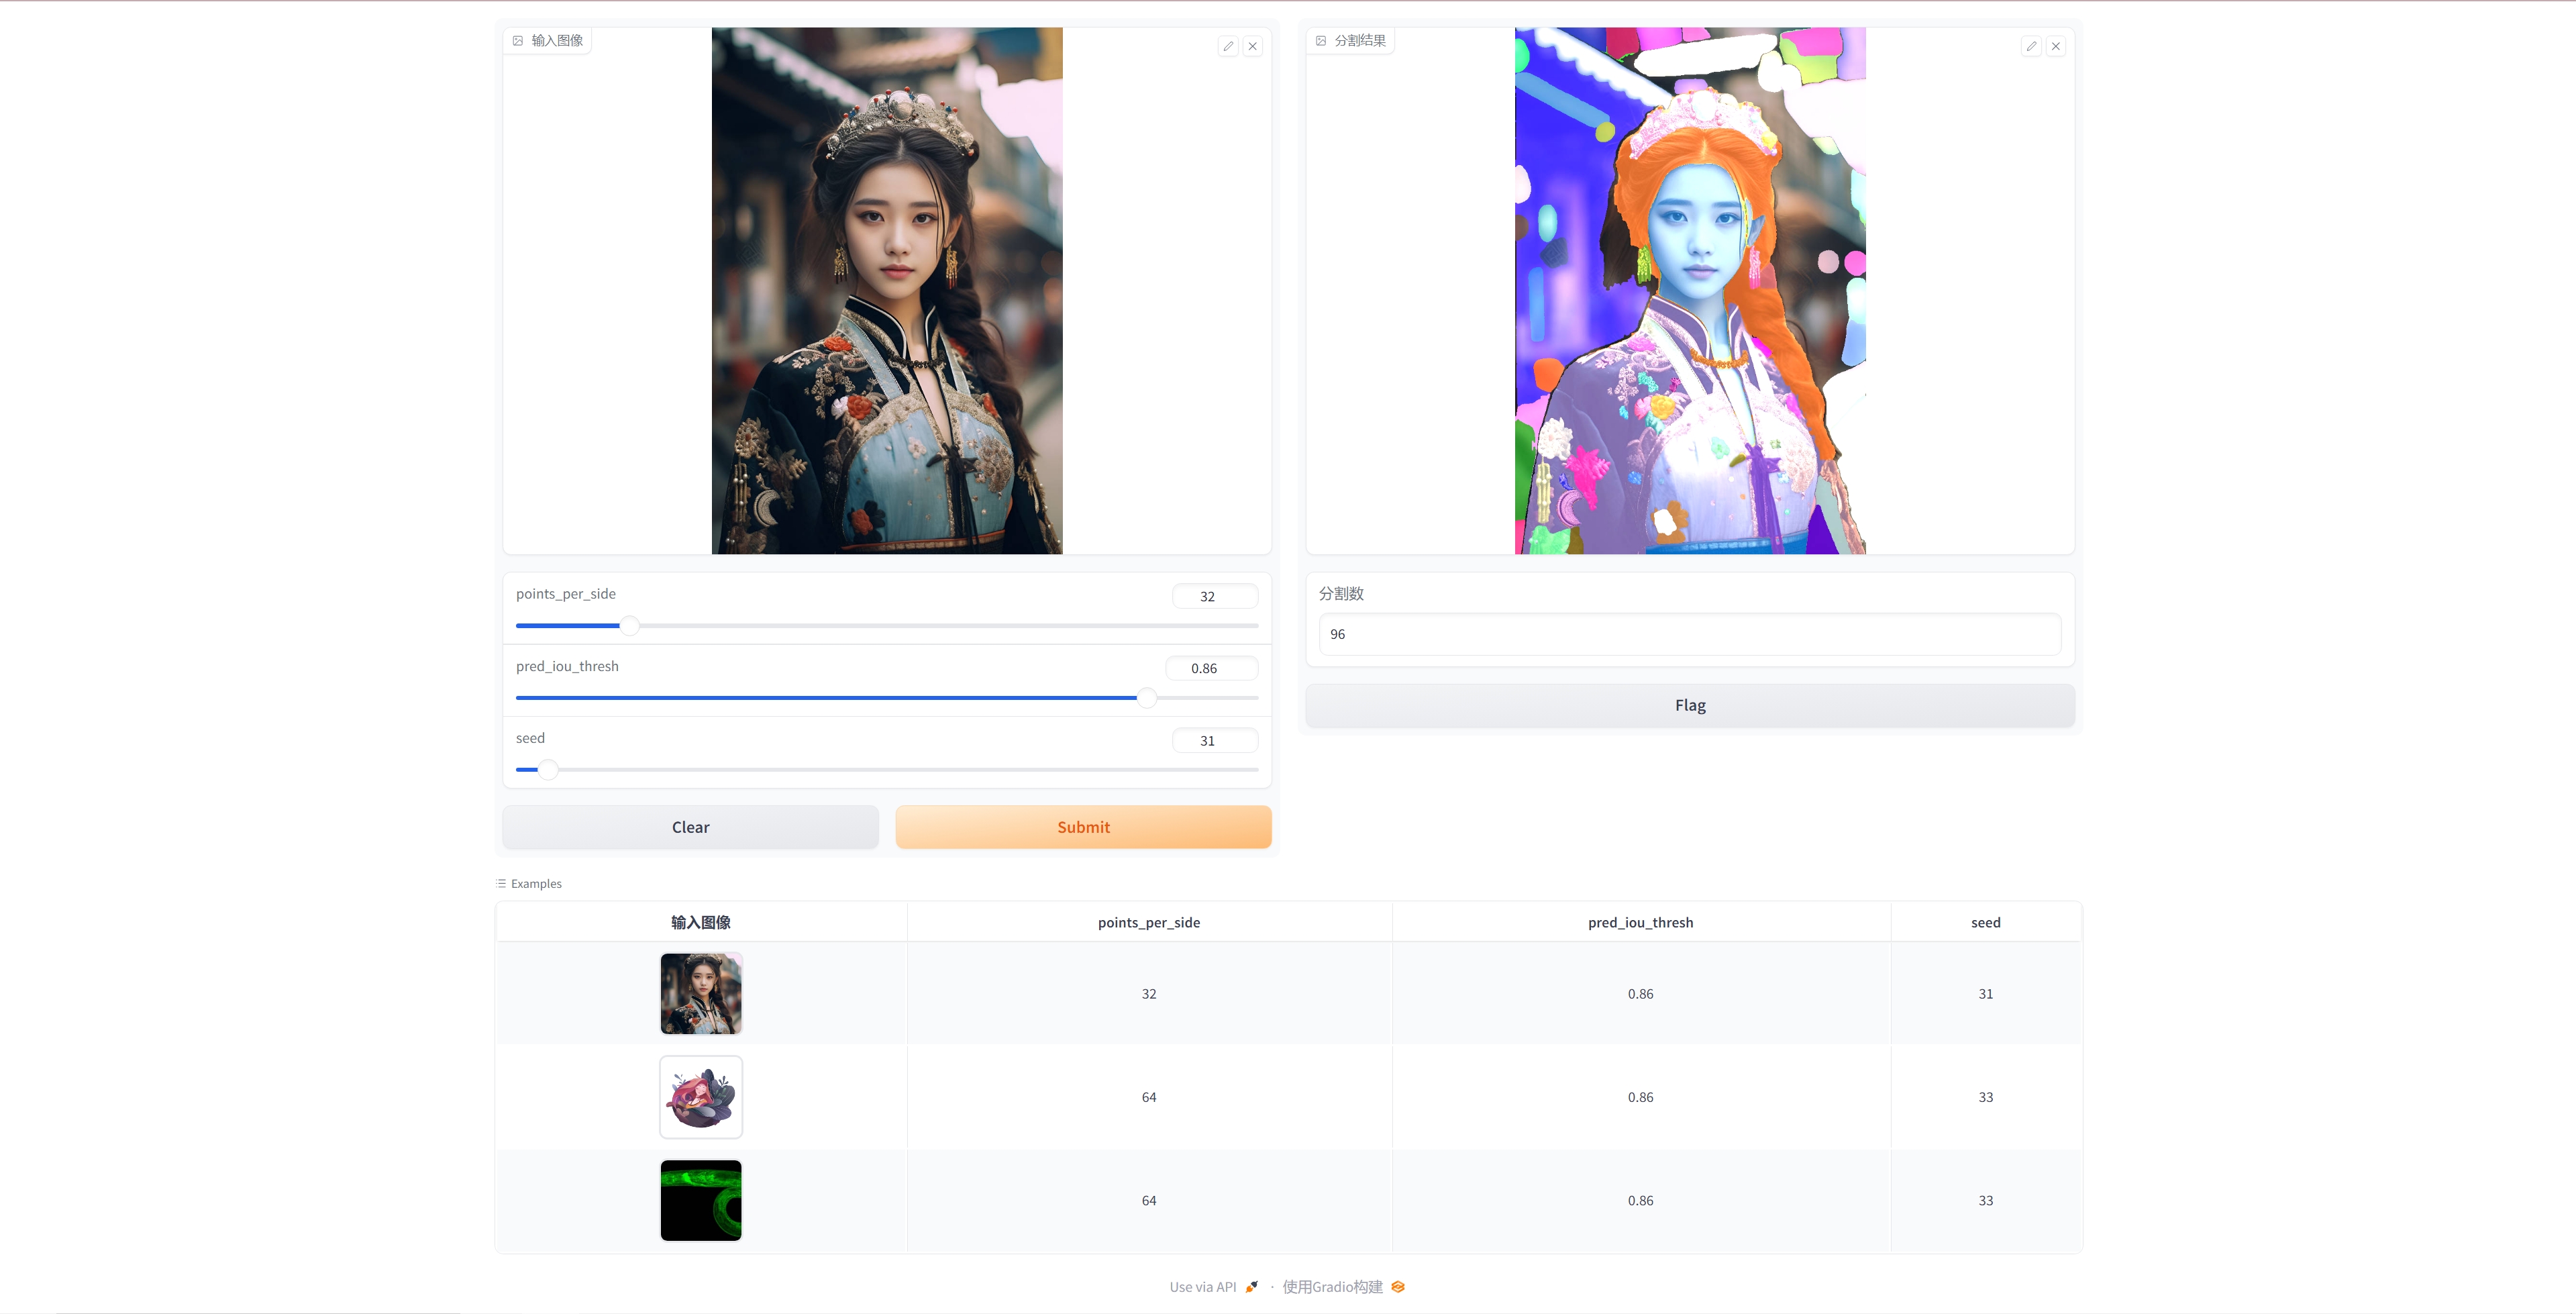 输入图像
分割结果
points_per_side
32
pred_iou_thresh
0.86
seed
31
Clear
Submit
分割数
96
Flag
Examples
输入图像 points_per_side pred_iou_thresh seed
32 0.86 31
64 0.86 33
64 0.86 33
Use via API · 使用Gradio构建